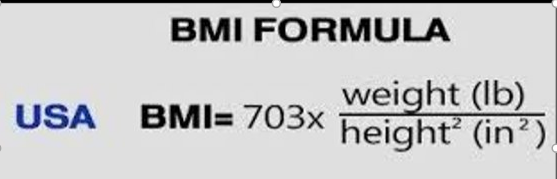 BMI FORMULA
USA BMI= 703x weight (lb)
height² (in²)